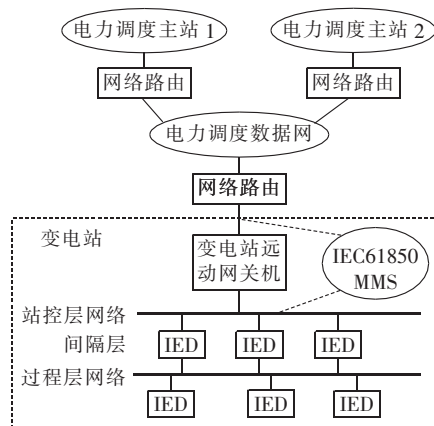 电力调度主站 1
电力调度主站 2
网络路由
网络路由
电力调度数据网
网络路由
变电站
变电站远
动网关机
IEC61850
MMS
站控层网络
间隔层
IED
IED
IED
过程层网络
IED
IED
IED